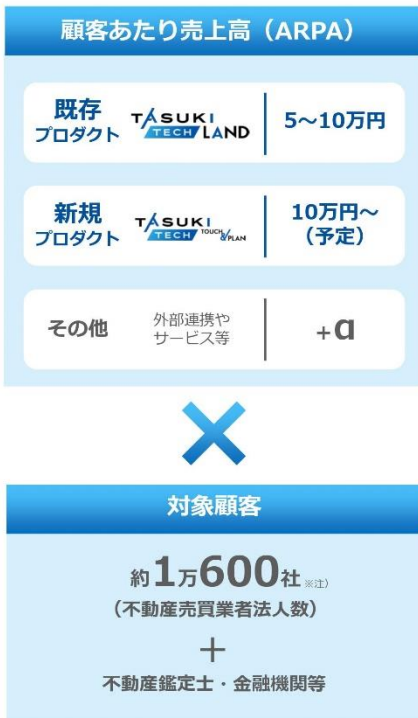 顧客あたり売上高（ARPA）
既存
プロダクト
TASUKI
TECH LAND
5～10万円
新規
プロダクト
TASUKI
TECH TOUCH&PLAN
10万円～
（予定）
その他
外部連携や
サービス等
+α
×
対象顧客
約1万600社 ※注）
（不動産売買業者法人数）
＋
不動産鑑定士・金融機関等